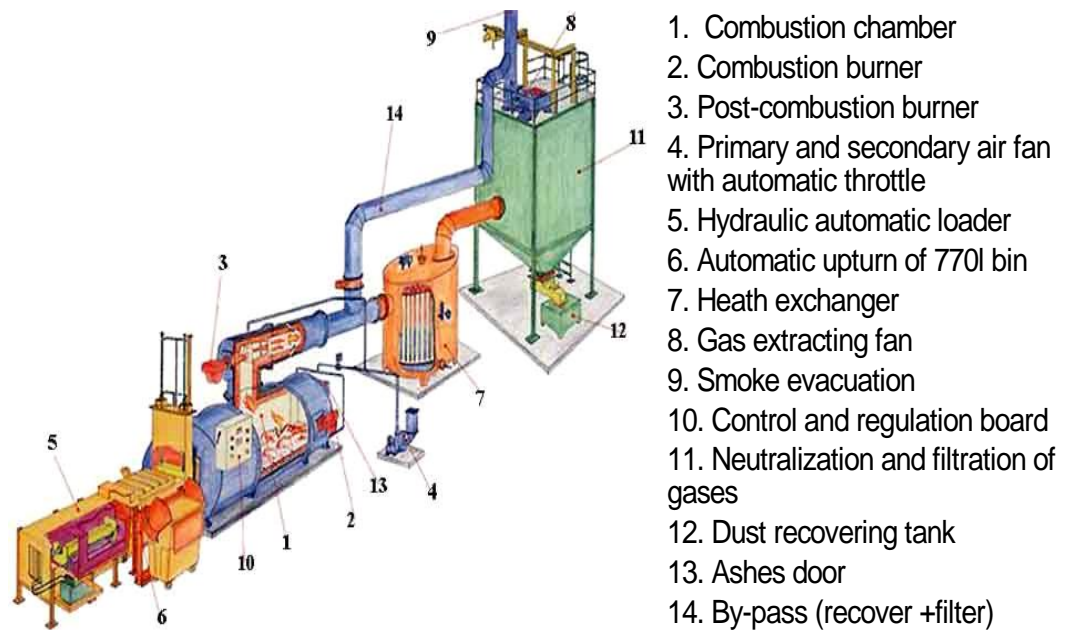 9
8
14
11
3
12
7
5
13
4
2
1
10
6
1. Combustion chamber
2. Combustion burner
3. Post-combustion burner
4. Primary and secondary air fan
with automatic throttle
5. Hydraulic automatic loader
6. Automatic upturn of 770l bin
7. Heath exchanger
8. Gas extracting fan
9. Smoke evacuation
10. Control and regulation board
11. Neutralization and filtration of
gases
12. Dust recovering tank
13. Ashes door
14. By-pass (recover +filter)